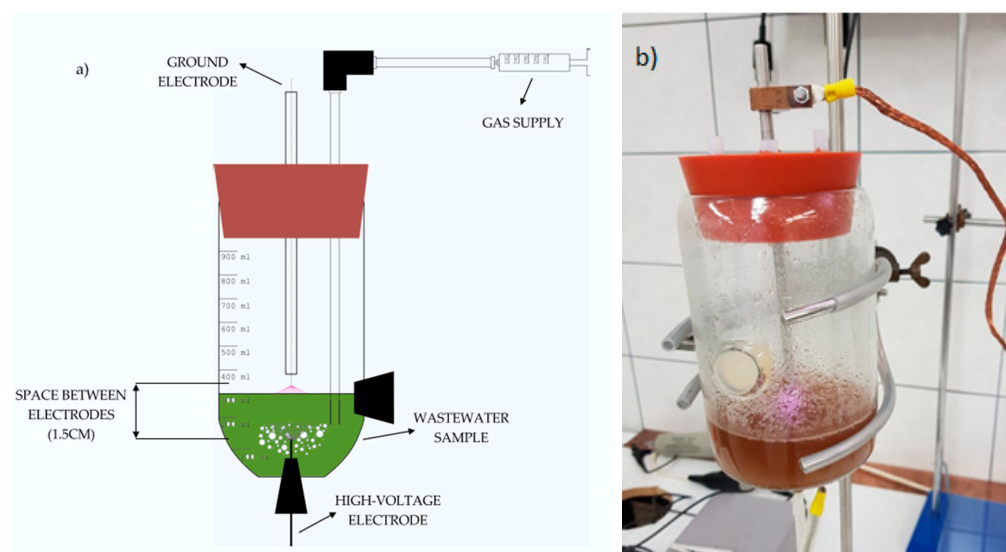 a)
GROUND
ELECTRODE
GAS SUPPLY
900 ml
800 ml
700 ml
600 ml
500 ml
400 ml
SPACE BETWEEN
ELECTRODES
(1.5CM)
WASTEWATER
SAMPLE
HIGH-VOLTAGE
ELECTRODE
b)